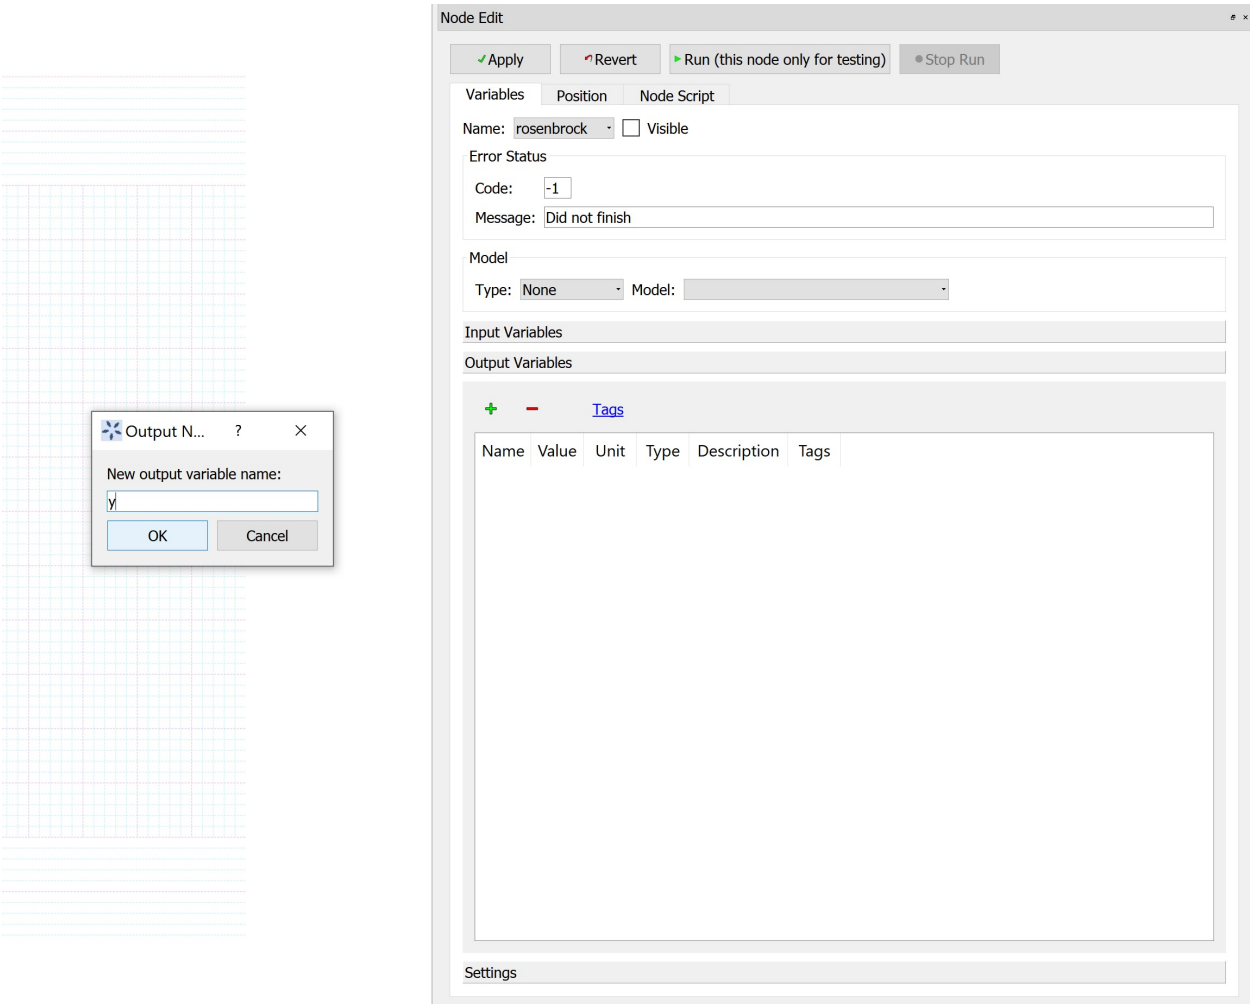 Node Edit
Apply Revert Run (this node only for testing) Stop Run
Variables Position Node Script
Name: rosenbrock Visible
Error Status
Code: -1
Message: Did not finish
Model
Type: None Model:
Input Variables
Output Variables
Tags
Name Value Unit Type Description Tags
Settings
Output N... ?
New output variable name:
y
OK Cancel